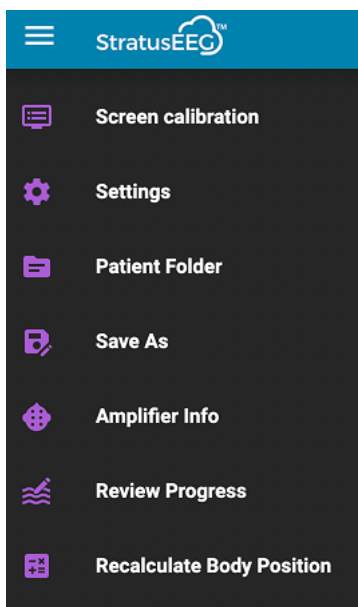 StratusEEG™
Screen calibration
Settings
Patient Folder
Save As
Amplifier Info
Review Progress
Recalculate Body Position